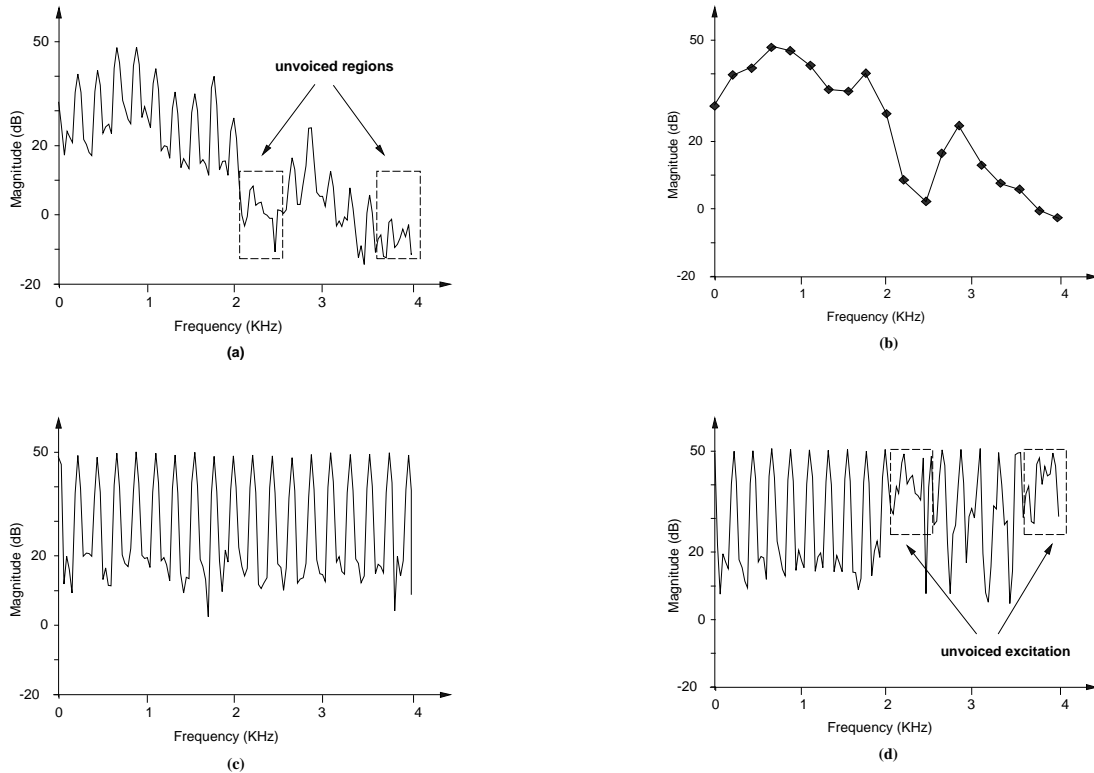 50
20
0
-20
Magnitude (dB)
unvoiced regions
0 1 2 3 4
Frequency (KHz)
(a)
50
20
0
-20
Magnitude (dB)
0 1 2 3 4
Frequency (KHz)
(b)
50
20
0
-20
Magnitude (dB)
0 1 2 3 4
Frequency (KHz)
(c)
50
20
0
-20
Magnitude (dB)
unvoiced excitation
0 1 2 3 4
Frequency (KHz)
(d)